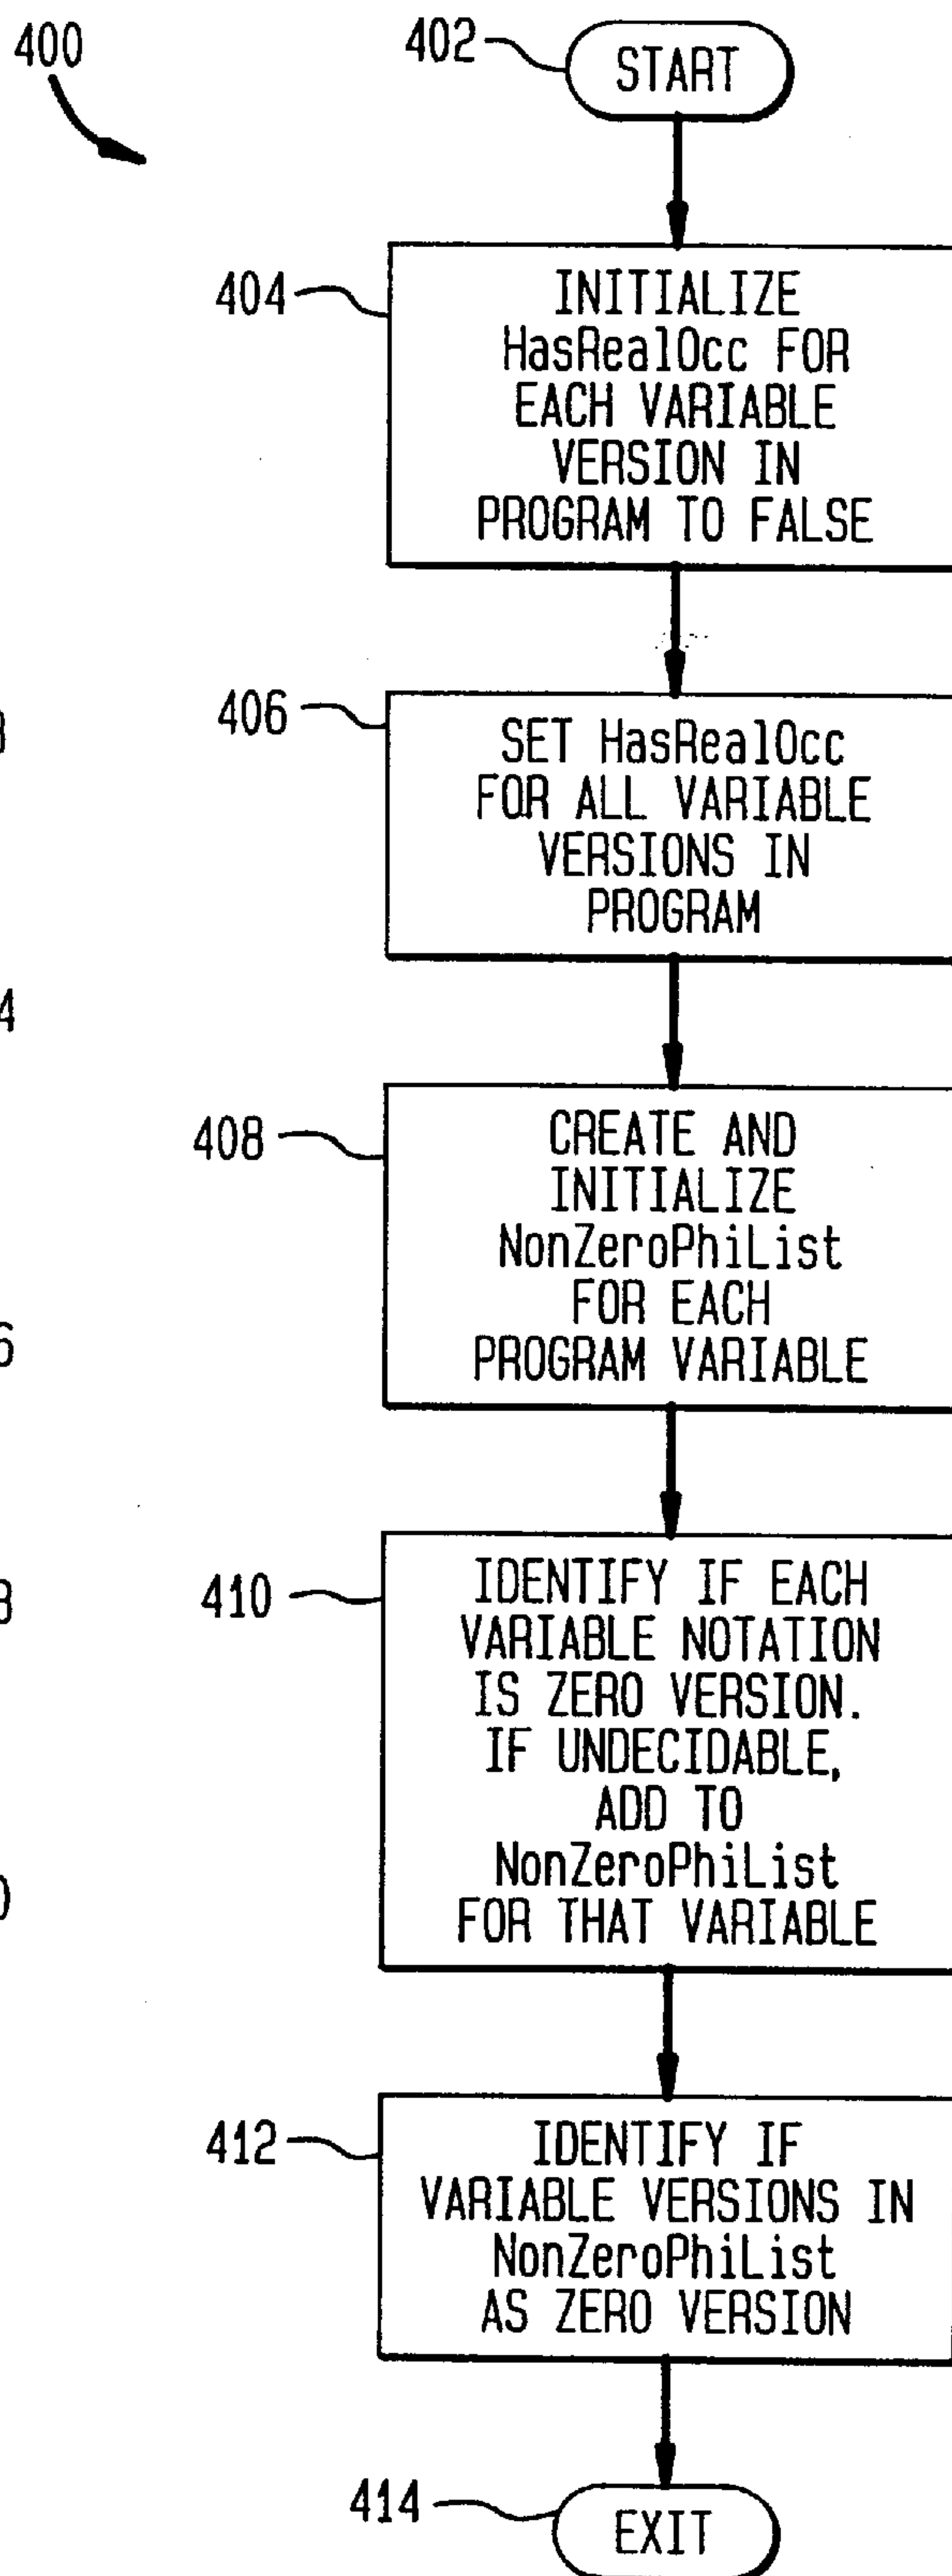 400
402
START
404
INITIALIZE
HasRealOcc FOR
EACH VARIABLE
VERSION IN
PROGRAM TO FALSE
406
SET HasRealOcc
FOR ALL VARIABLE
VERSIONS IN
PROGRAM
408
CREATE AND
INITIALIZE
NonZeroPhiList
FOR EACH
PROGRAM VARIABLE
410
IDENTIFY IF EACH
VARIABLE NOTATION
IS ZERO VERSION.
IF UNDECIDABLE,
ADD TO
NonZeroPhiList
FOR THAT VARIABLE
412
IDENTIFY IF
VARIABLE VERSIONS IN
NonZeroPhiList
AS ZERO VERSION
414
EXIT